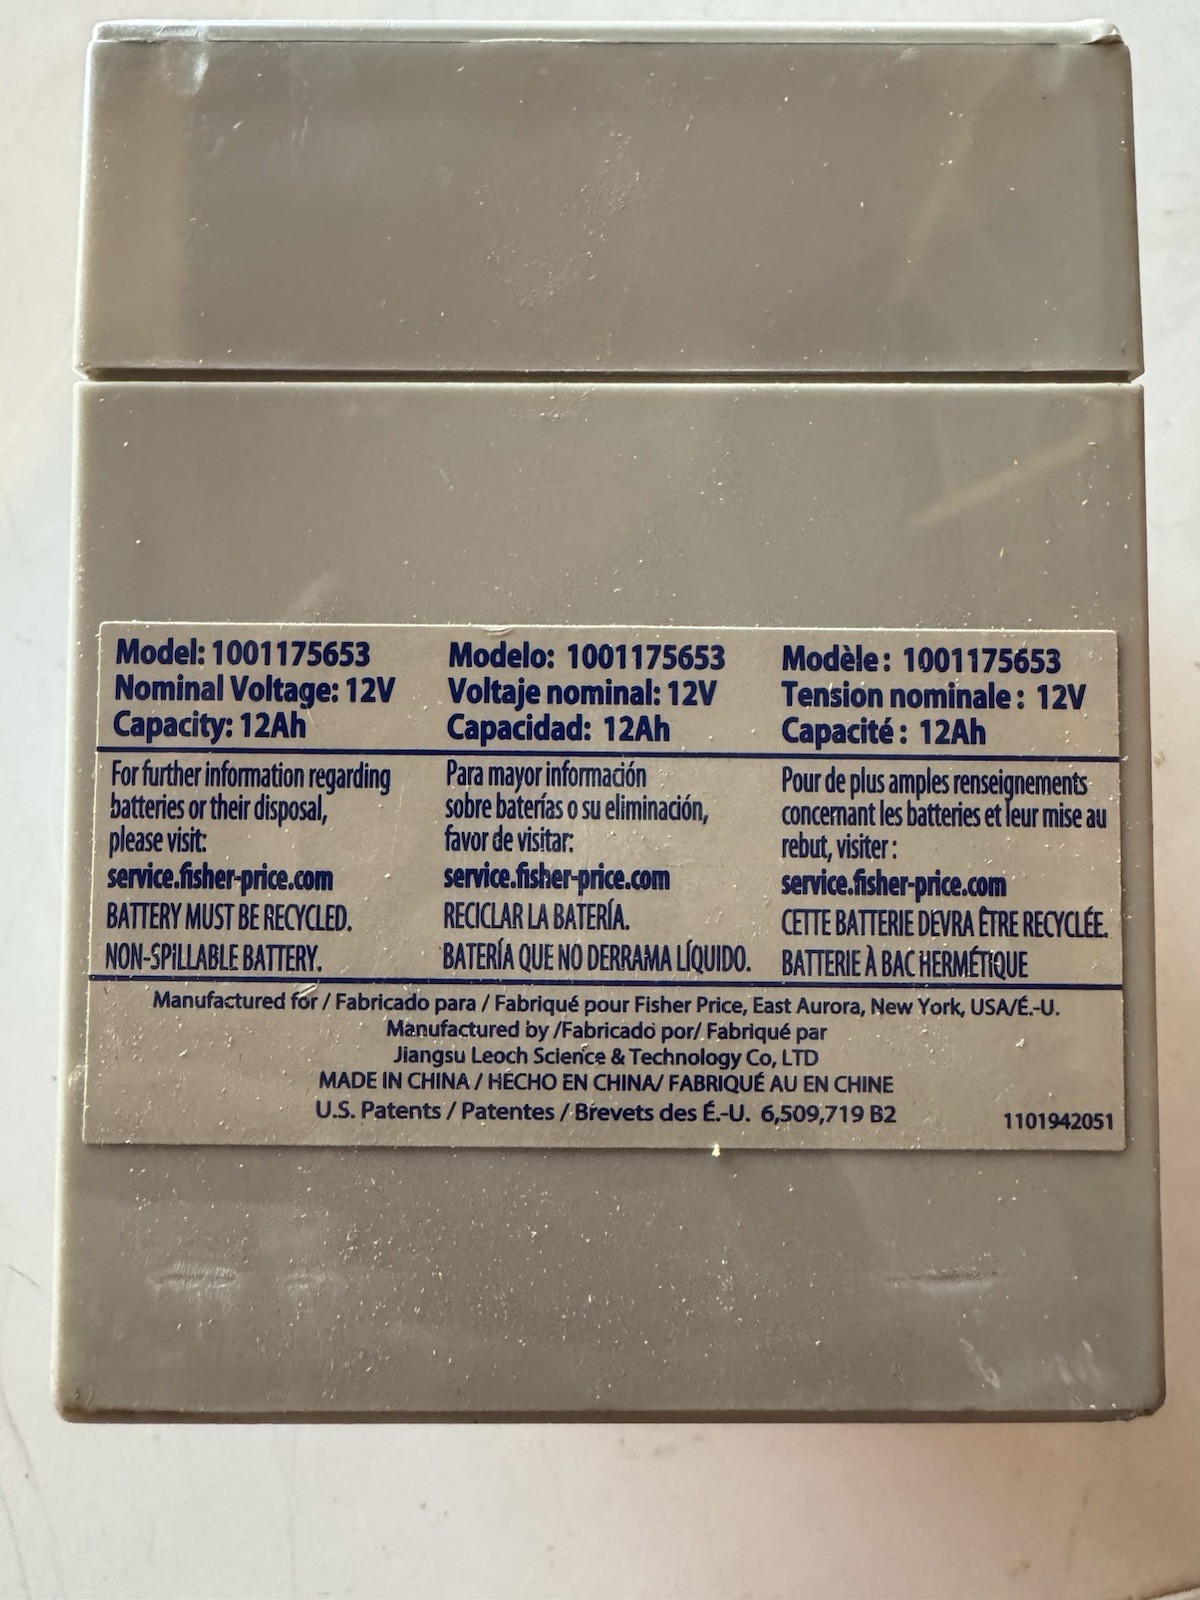 Model: 1001175653
Nominal Voltage: 12V
Capacity: 12Ah
Modelo: 1001175653
Voltaje nominal: 12V
Capacidad: 12Ah
Modèle : 1001175653
Tension nominale : 12V
Capacité : 12Ah
For further information regarding
batteries or their disposal,
please visit:
service.fisher-price.com
BATTERY MUST BE RECYCLED.
NON-SPILLABLE BATTERY.
Para mayor información
sobre baterías o su eliminación,
favor de visitar:
service.fisher-price.com
RECICLAR LA BATERÍA.
BATERÍA QUE NO DERRAMA LÍQUIDO.
Pour de plus amples renseignements
concernant les batteries et leur mise au
rebut, visiter :
service.fisher-price.com
CETTE BATTERIE DEVRA ÊTRE RECYCLÉE.
BATTERIE À BAC HERMÉTIQUE
Manufactured for / Fabricado para / Fabriqué pour Fisher Price, East Aurora, New York, USA/É.-U.
Manufactured by /Fabricado por/ Fabriqué par
Jiangsu Leoch Science & Technology Co, LTD
MADE IN CHINA / HECHO EN CHINA/ FABRIQUÉ AU EN CHINE
U.S. Patents / Patentes / Brevets des É.-U. 6,509,719 B2
1101942051